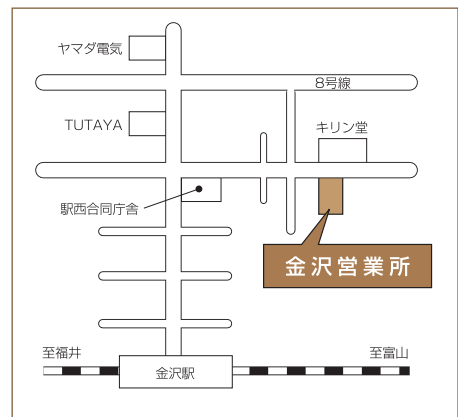 ヤマダ電気
8号線
TUTAYA
キリン堂
駅西合同庁舎
金沢営業所
至福井
至富山
金沢駅